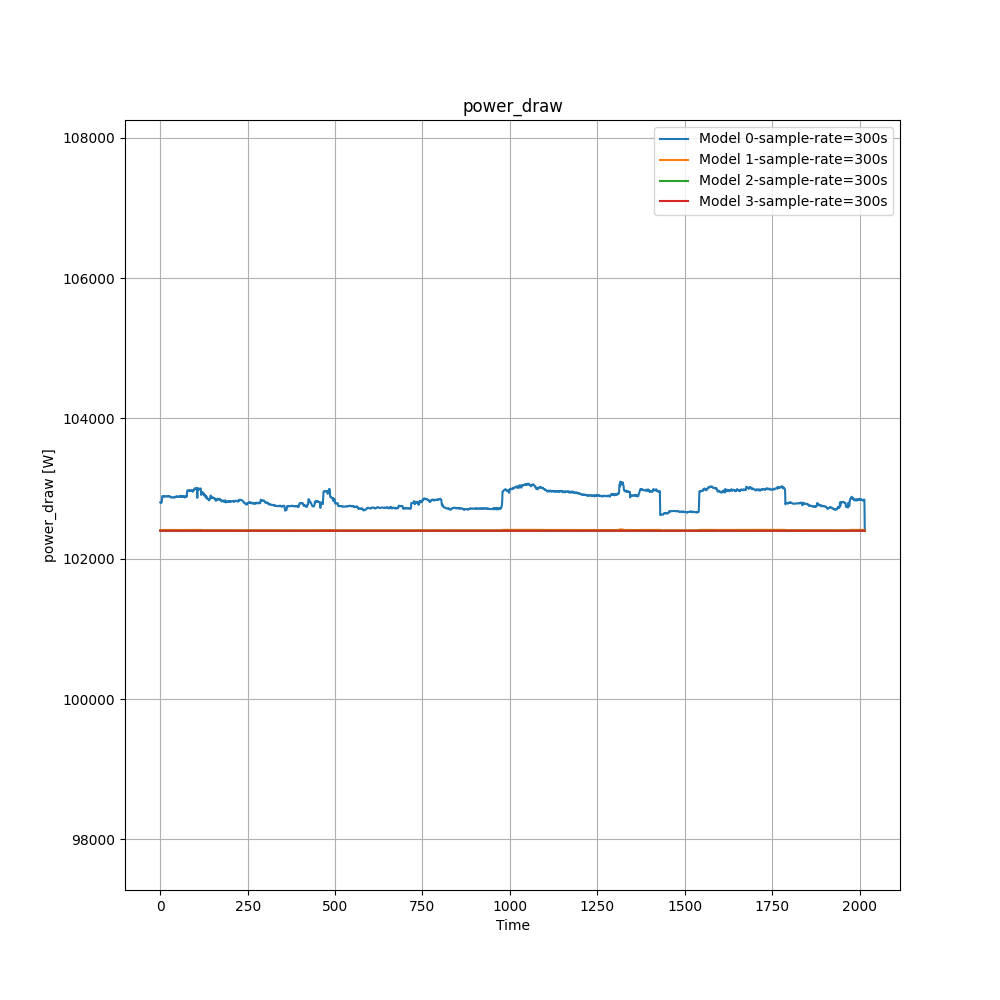 power_draw
108000
106000
104000
102000
100000
98000
power_draw [W]
Model 0-sample-rate=300s
Model 1-sample-rate=300s
Model 2-sample-rate=300s
Model 3-sample-rate=300s
0 250 500 750 1000 1250 1500 1750 2000
Time